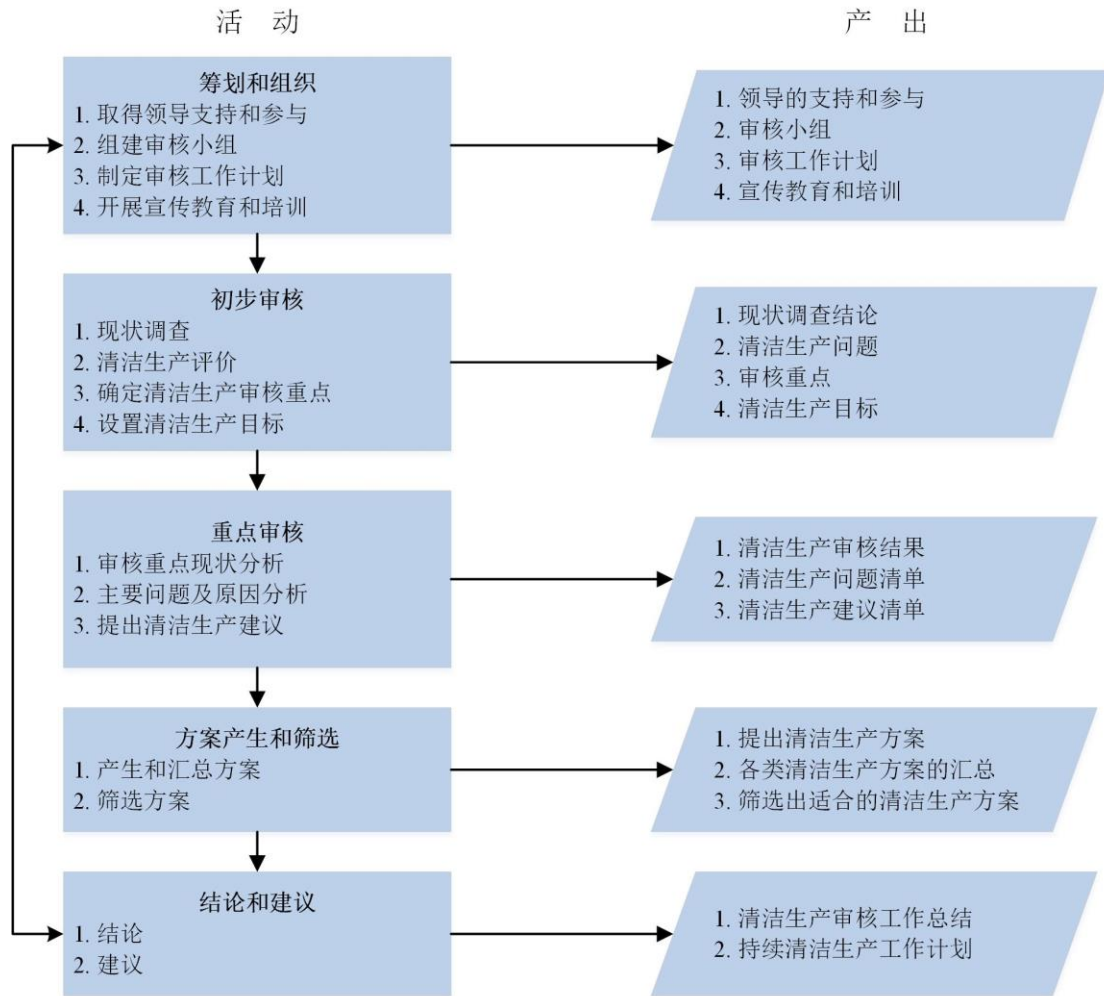 活 动
产 出
筹划和组织
1. 取得领导支持和参与
2. 组建审核小组
3. 制定审核工作计划
4. 开展宣传教育和培训
1. 领导的支持和参与
2. 审核小组
3. 审核工作计划
4. 宣传教育和培训
初步审核
1. 现状调查
2. 清洁生产评价
3. 确定清洁生产审核重点
4. 设置清洁生产目标
1. 现状调查结论
2. 清洁生产问题
3. 审核重点
4. 清洁生产目标
重点审核
1. 审核重点现状分析
2. 主要问题及原因分析
3. 提出清洁生产建议
1. 清洁生产审核结果
2. 清洁生产问题清单
3. 清洁生产建议清单
方案产生和筛选
1. 产生和汇总方案
2. 筛选方案
1. 提出清洁生产方案
2. 各类清洁生产方案的汇总
3. 筛选出适合的清洁生产方案
结论和建议
1. 结论
2. 建议
1. 清洁生产审核工作总结
2. 持续清洁生产工作计划